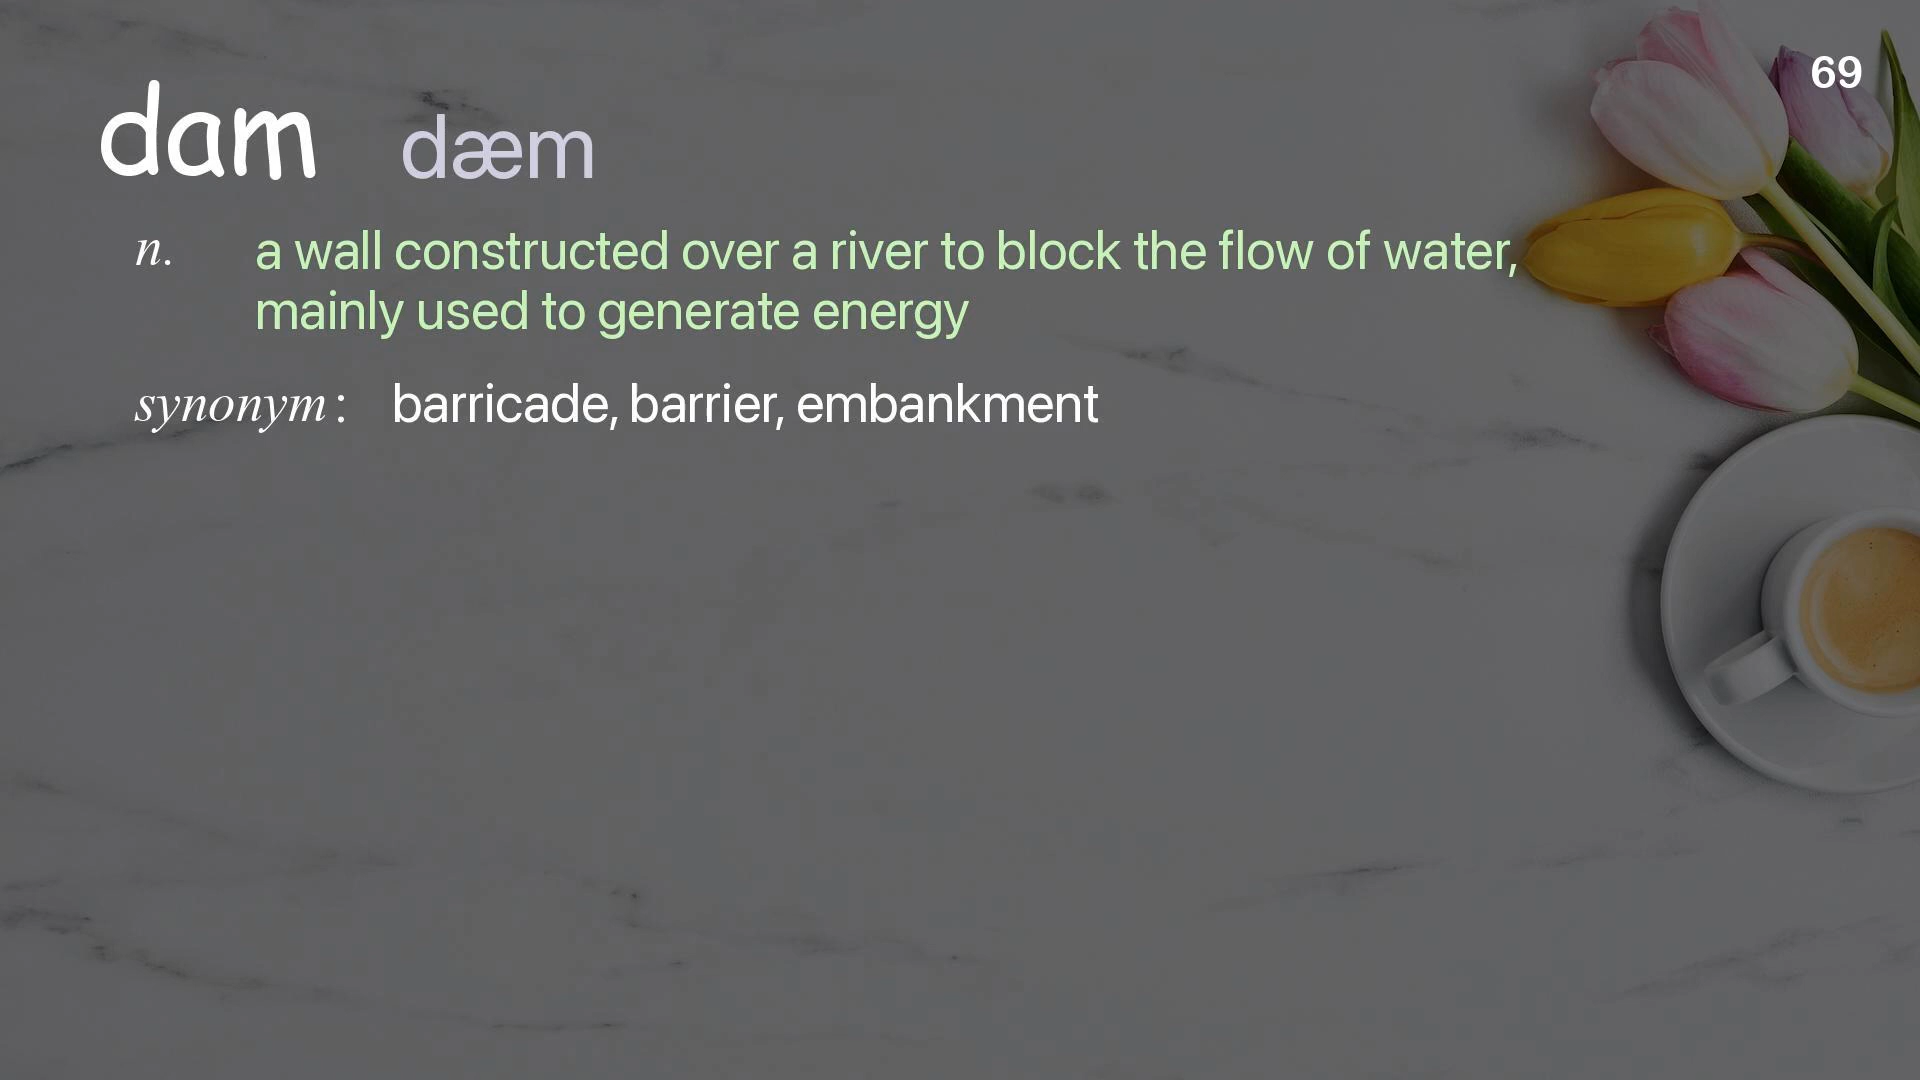 69
dam dæm
n. a wall constructed over a river to block the flow of water,
mainly used to generate energy
synonym: barricade, barrier, embankment